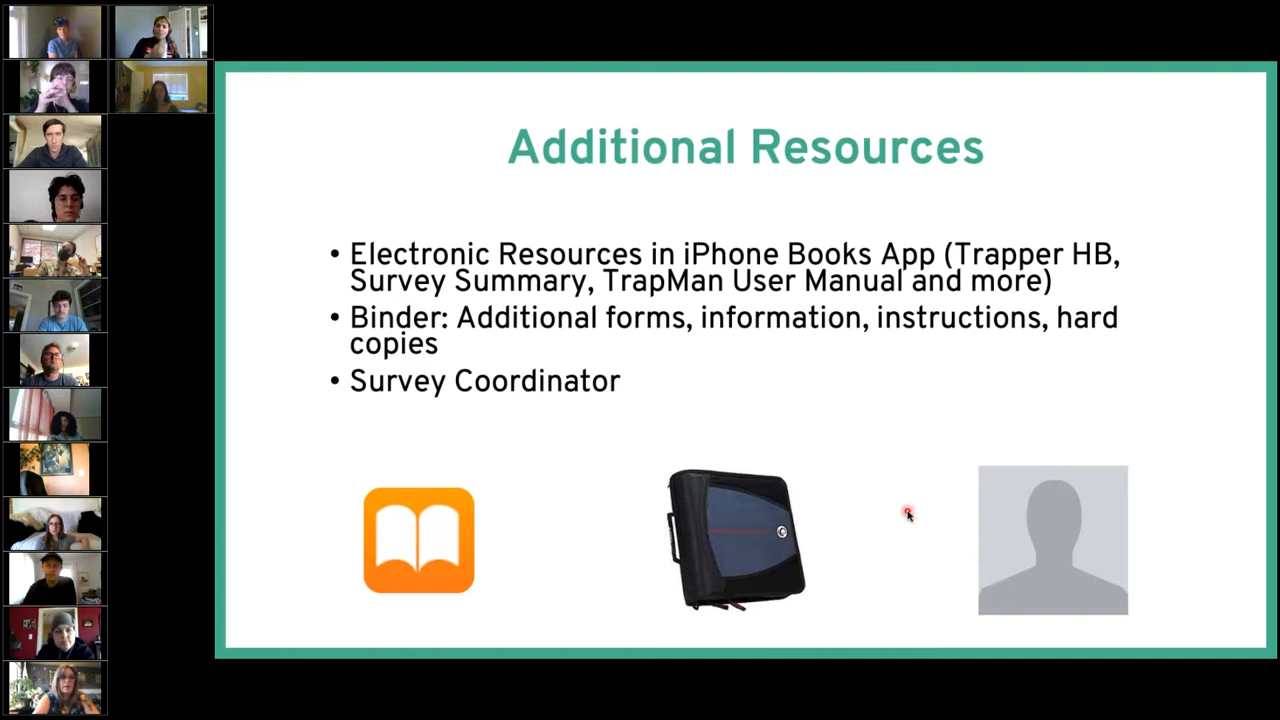 Additional Resources
• Electronic Resources in iPhone Books App (Trapper HB,
Survey Summary, TrapMan User Manual and more)
• Binder: Additional forms, information, instructions, hard
copies
• Survey Coordinator